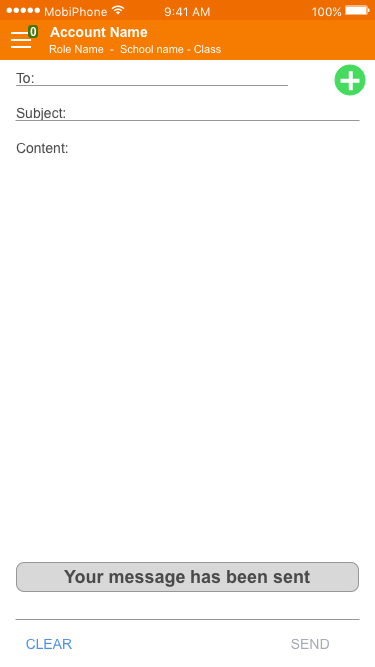 MobiPhone 9:41 AM 100%
0 Account Name
Role Name - School name - Class
To:
Subject:
Content:
Your message has been sent
CLEAR SEND